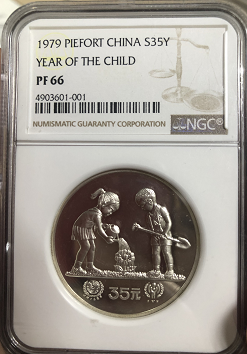 1979 PIEFORT CHINA S35Y
YEAR OF THE CHILD
PF 66
4903601-001
NUMISMATIC GUARANTY CORPORATION
NGC
35元